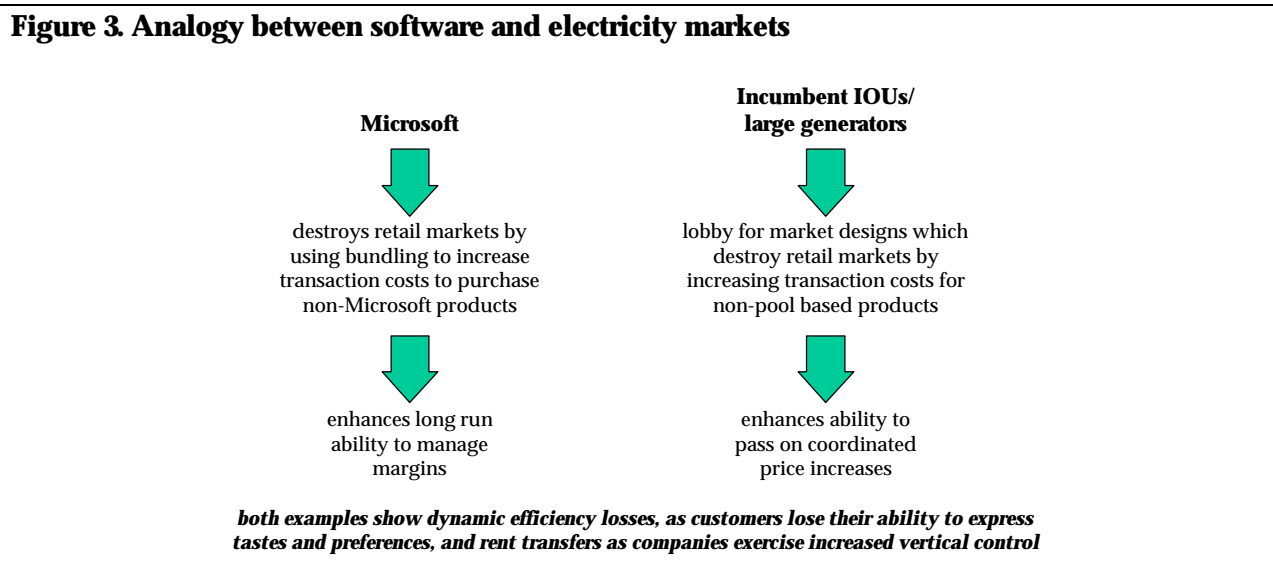 Figure 3. Analogy between software and electricity markets
Microsoft
destroys retail markets by
using bundling to increase
transaction costs to purchase
non-Microsoft products
enhances long run
ability to manage
margins
Incumbent IOUs/
large generators
lobby for market designs which
destroy retail markets by
increasing transaction costs for
non-pool based products
enhances ability to
pass on coordinated
price increases
both examples show dynamic efficiency losses, as customers lose their ability to express
tastes and preferences, and rent transfers as companies exercise increased vertical control